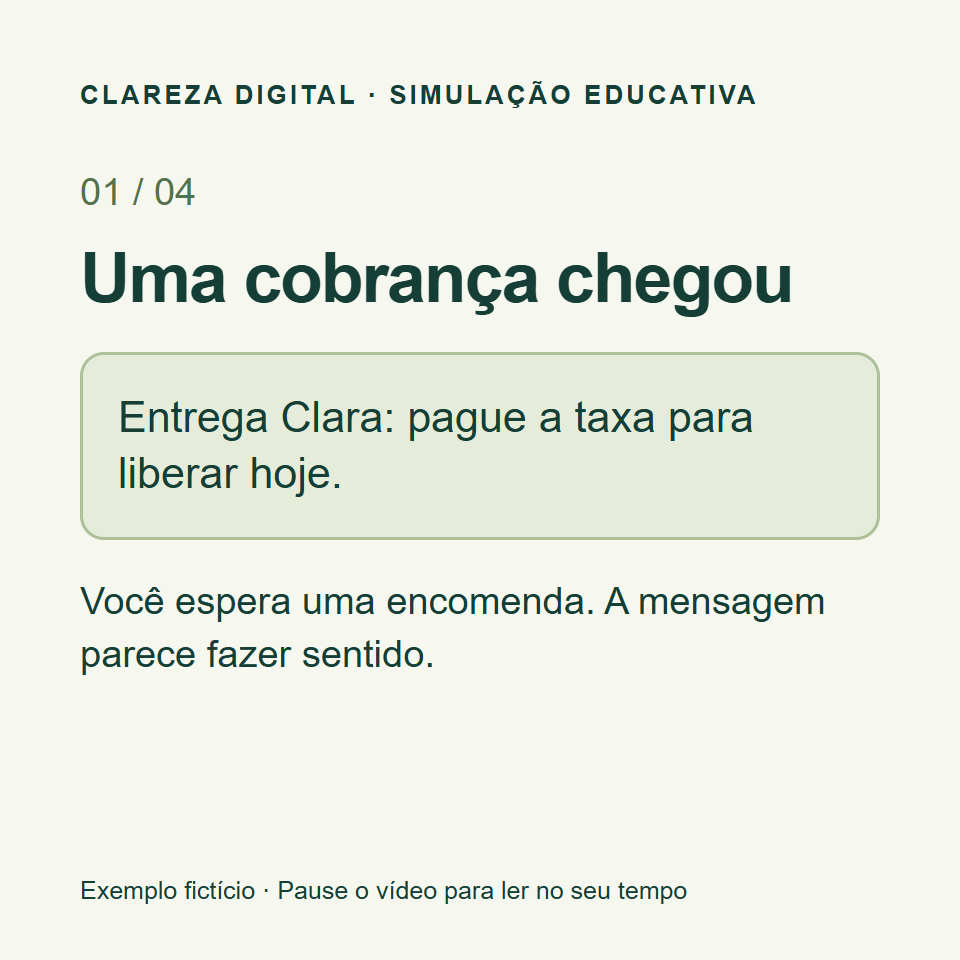 CLAREZA DIGITAL · SIMULAÇÃO EDUCATIVA
01 / 04
Uma cobrança chegou
Entrega Clara: pague a taxa para
liberar hoje.
Você espera uma encomenda. A mensagem
parece fazer sentido.
Exemplo fictício · Pause o vídeo para ler no seu tempo